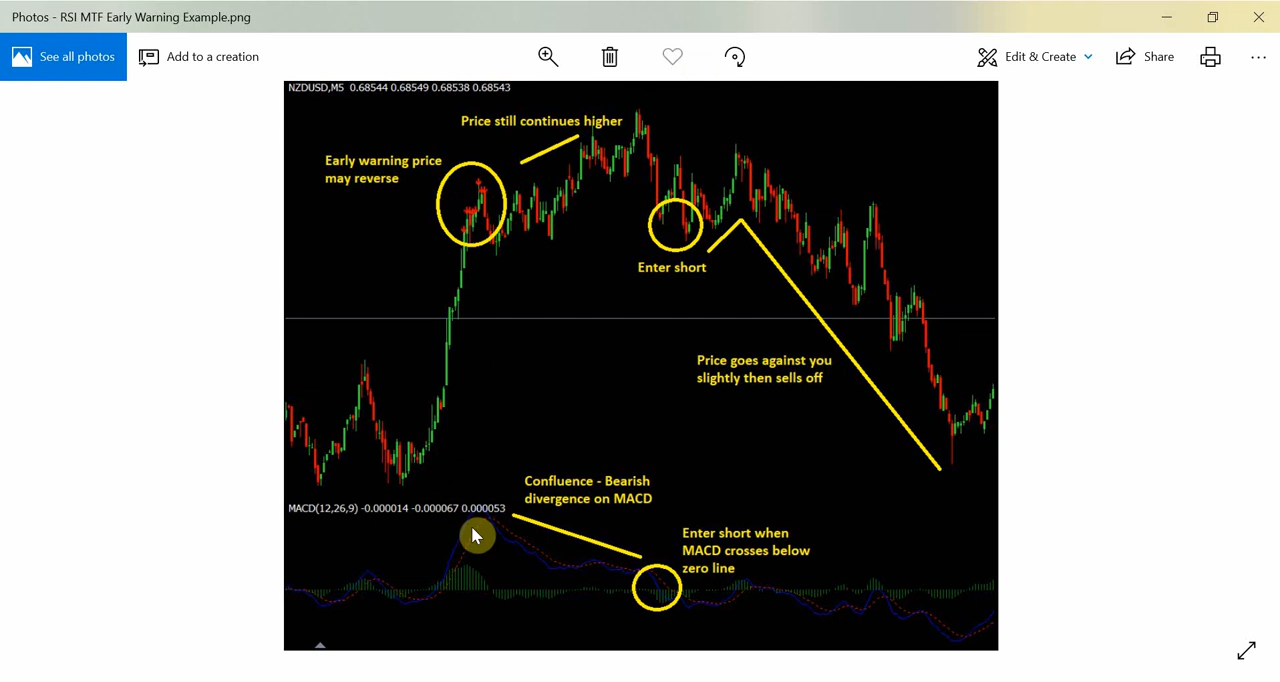 Photos - RSI MTF Early Warning Example.png
See all photos
Add to a creation
Edit & Create
Share
NZDUSD,M5 0.68544 0.68549 0.68538 0.68543
Price still continues higher
Early warning price
may reverse
Enter short
Price goes against you
slightly then sells off
Confluence - Bearish
divergence on MACD
MACD(12,26,9) -0.000014 -0.000067 0.000053
Enter short when
MACD crosses below
zero line